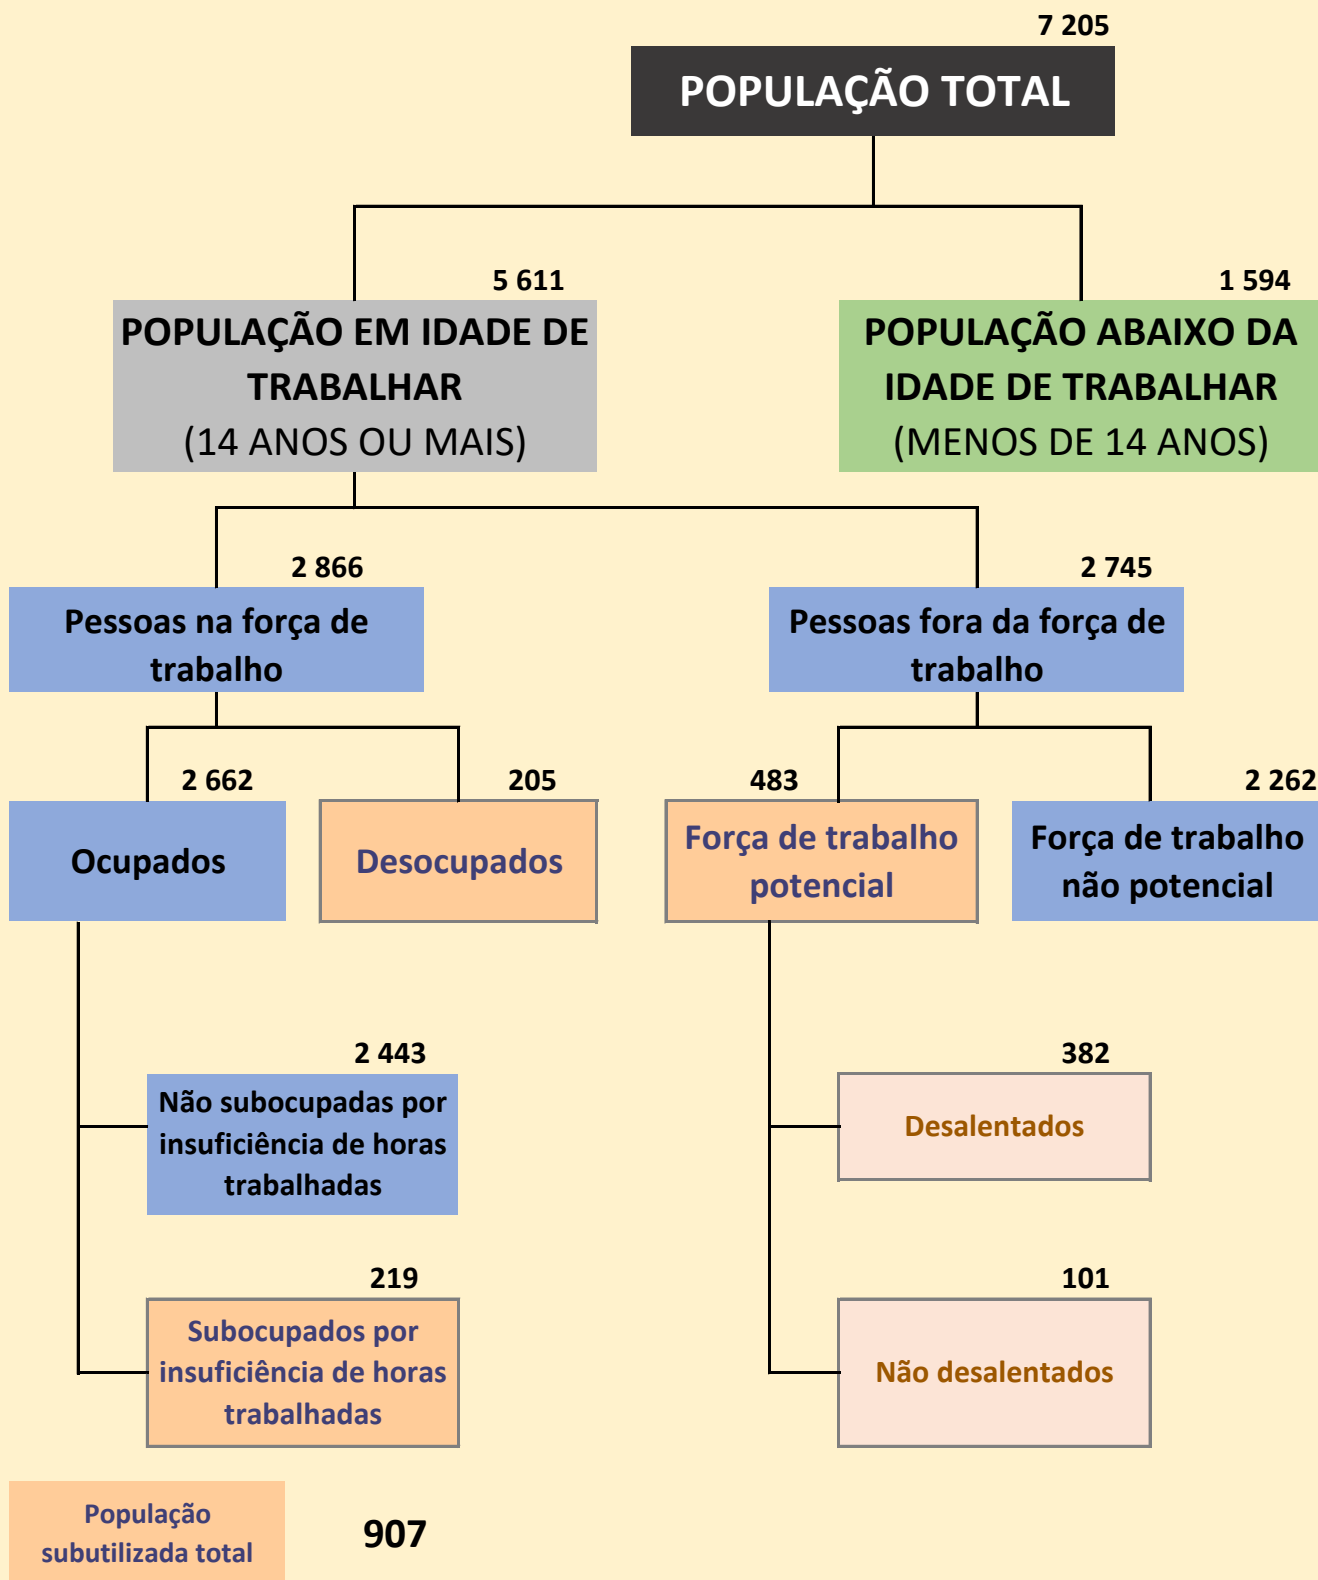 7 205
POPULAÇÃO TOTAL
5 611
POPULAÇÃO EM IDADE DE
TRABALHAR
(14 ANOS OU MAIS)
1 594
POPULAÇÃO ABAIXO DA
IDADE DE TRABALHAR
(MENOS DE 14 ANOS)
2 866
Pessoas na força de
trabalho
2 745
Pessoas fora da força de
trabalho
2 662
Ocupados
205
Desocupados
483
Força de trabalho
potencial
2 262
Força de trabalho
não potencial
2 443
Não subocupadas por
insuficiência de horas
trabalhadas
382
Desalentados
219
Subocupados por
insuficiência de horas
trabalhadas
101
Não desalentados
População
subutilizada total
907